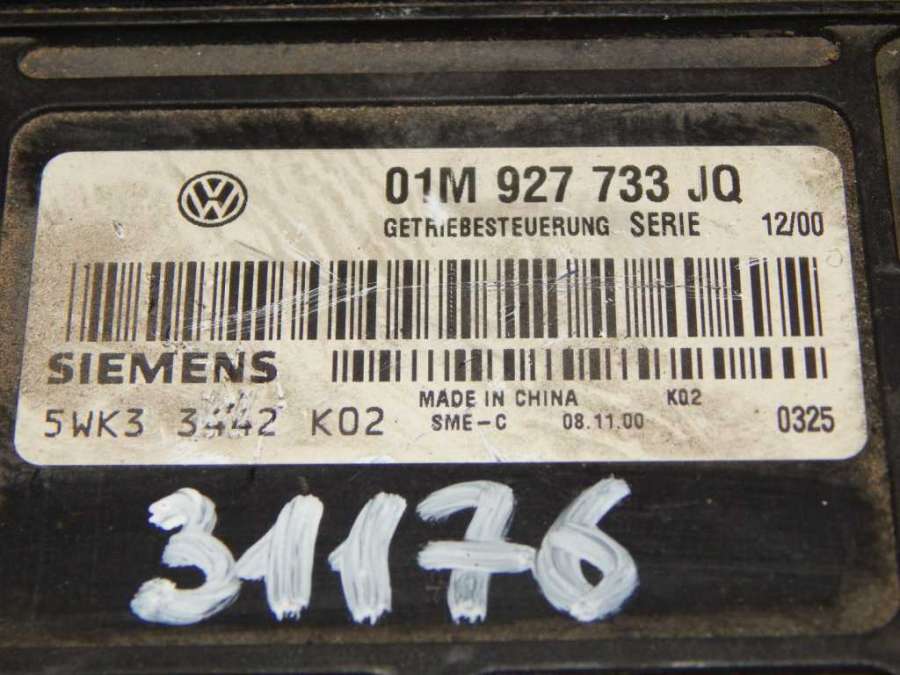 01M 927 733 JQ
GETRIEBESTEUERUNG SERIE 12/00
SIEMENS
MADE IN CHINA K02
5WK3 3442 K02 SME-C 08.11.00 0325
31176